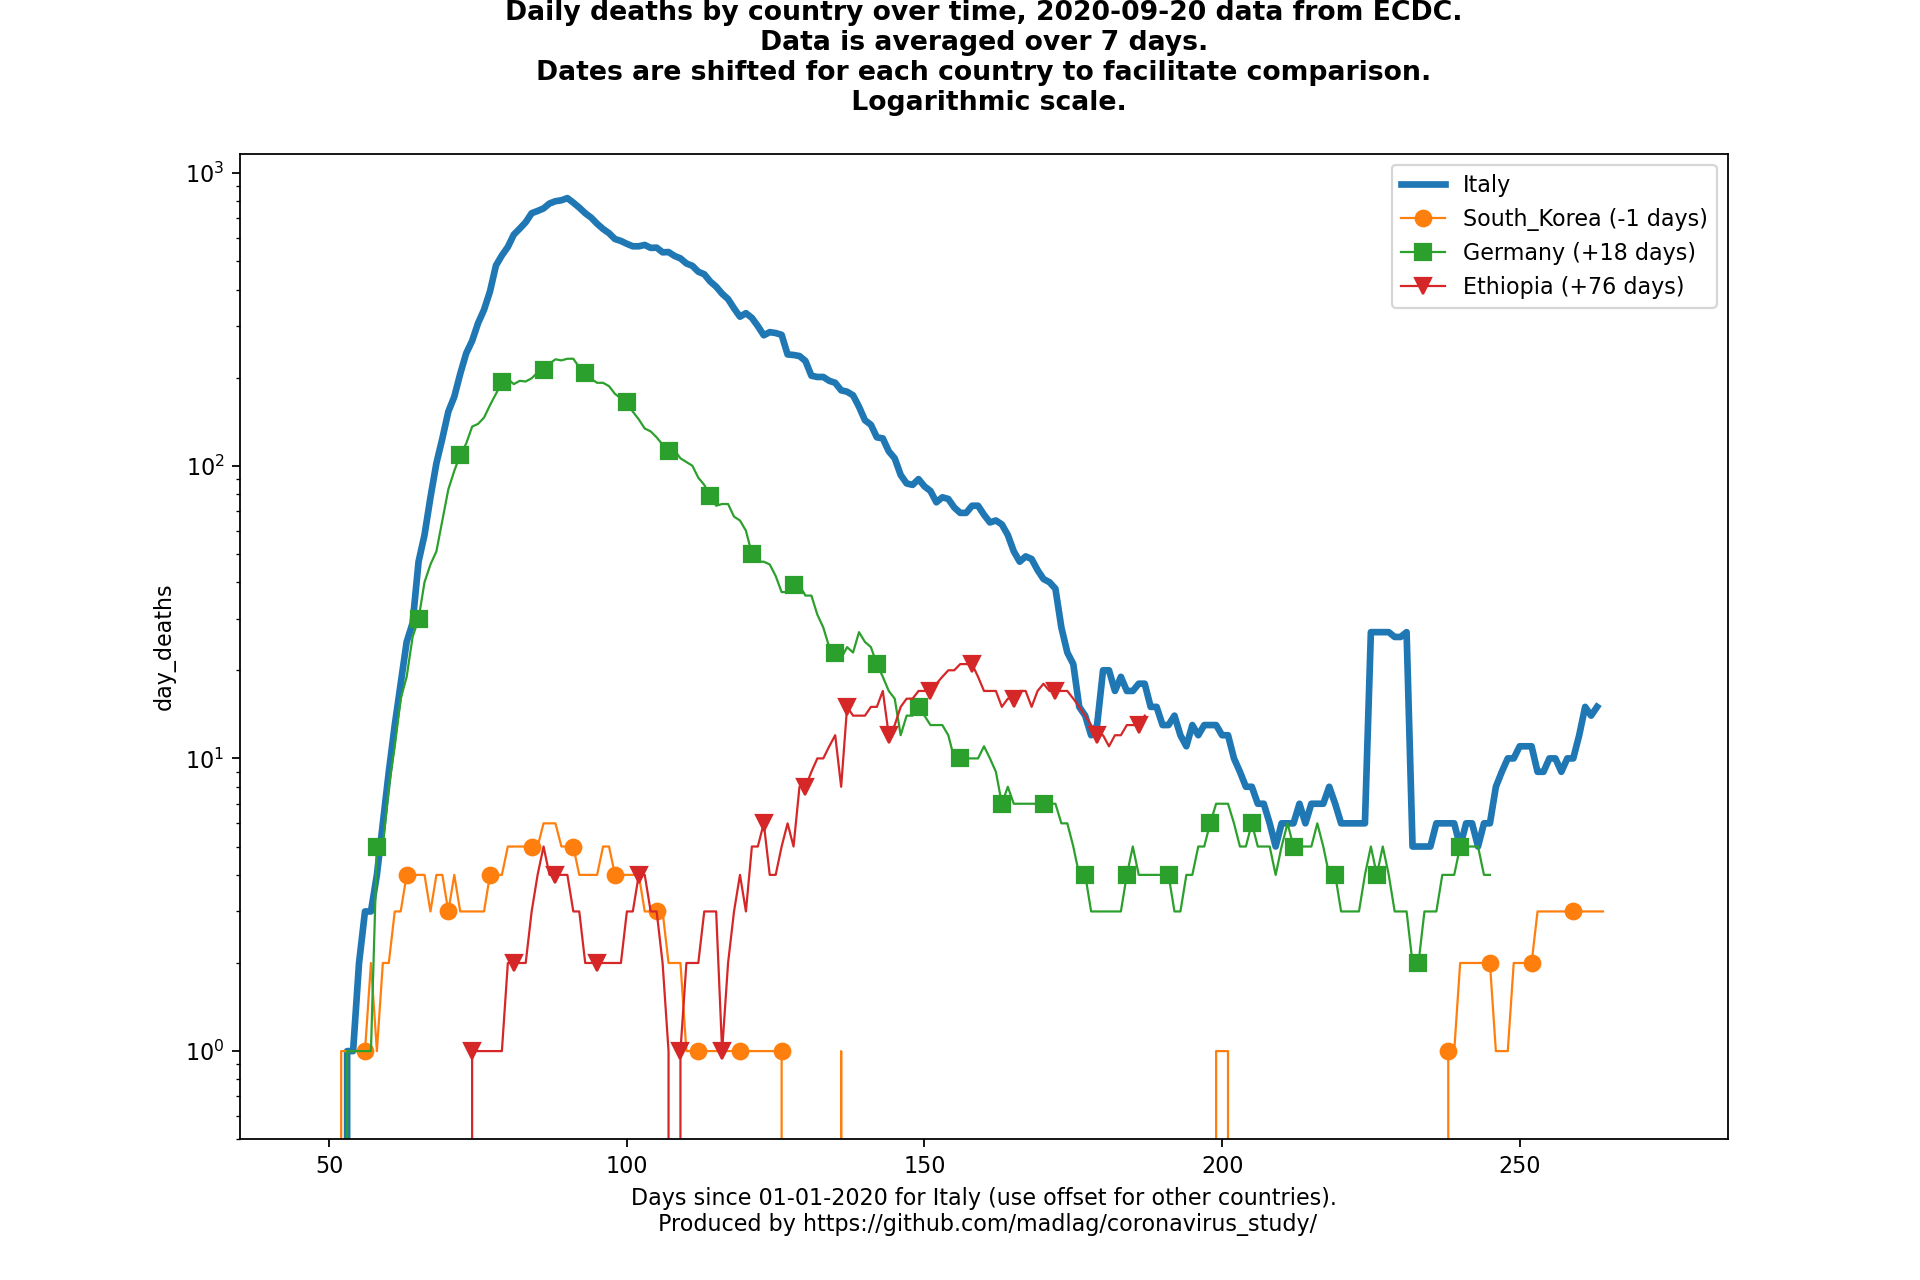 Daily deaths by country over time, 2020-09-20 data from ECDC.
Data is averaged over 7 days.
Dates are shifted for each country to facilitate comparison.
Logarithmic scale.
10³
10²
10¹
10⁰
day_deaths
Italy
South_Korea (-1 days)
Germany (+18 days)
Ethiopia (+76 days)
50 100 150 200 250
Days since 01-01-2020 for Italy (use offset for other countries).
Produced by https://github.com/madlag/coronavirus_study/